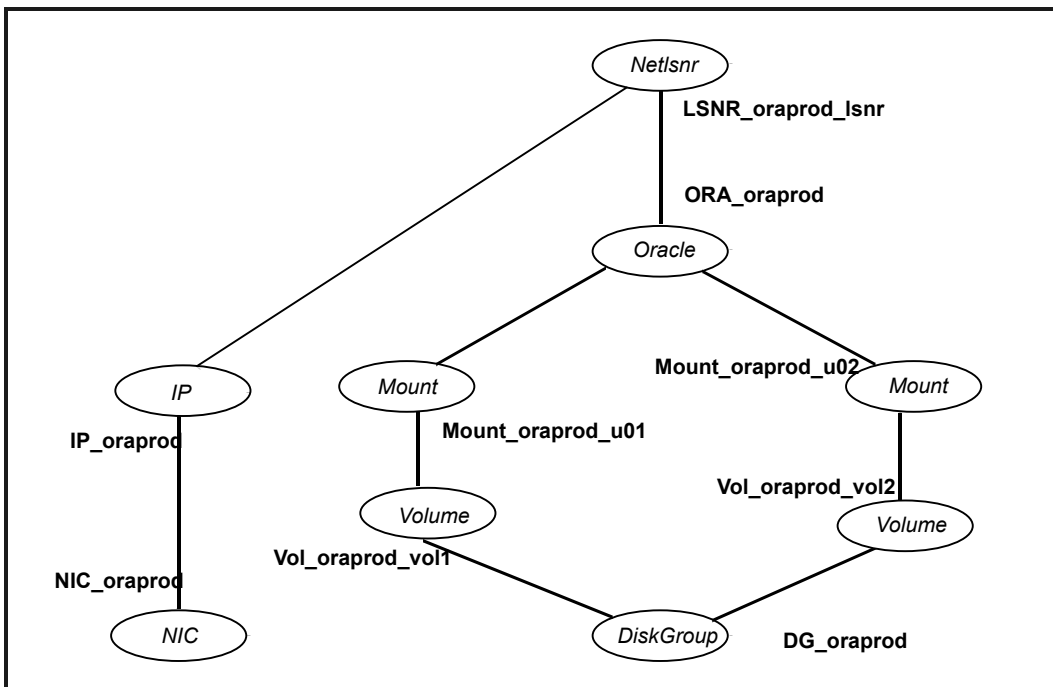 Netlsnr
LSNR_oraprod_lsnr
ORA_oraprod
Oracle
Mount_oraprod_u02
IP
Mount
Mount
IP_oraprod
Mount_oraprod_u01
Vol_oraprod_vol2
Volume
Volume
Vol_oraprod_vol1
NIC_oraprod
NIC
DiskGroup
DG_oraprod